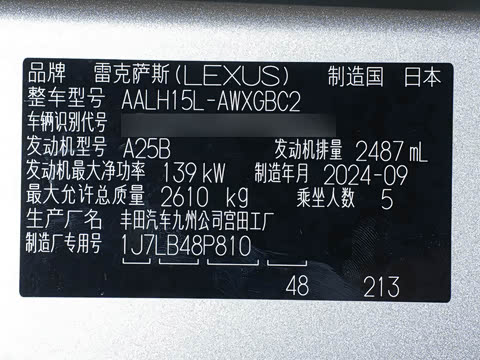 品牌 雷克萨斯(LEXUS) 制造国 日本
整车型号 AALH15L-AWXGBC2
车辆识别代号
发动机型号 A25B 发动机排量 2487 mL
发动机最大净功率 139 kW 制造年月 2024-09
最大允许总质量 2610 kg 乘坐人数 5
生产厂名 丰田汽车九州公司宫田工厂
制造厂专用号 1J7LB48P810
48 213